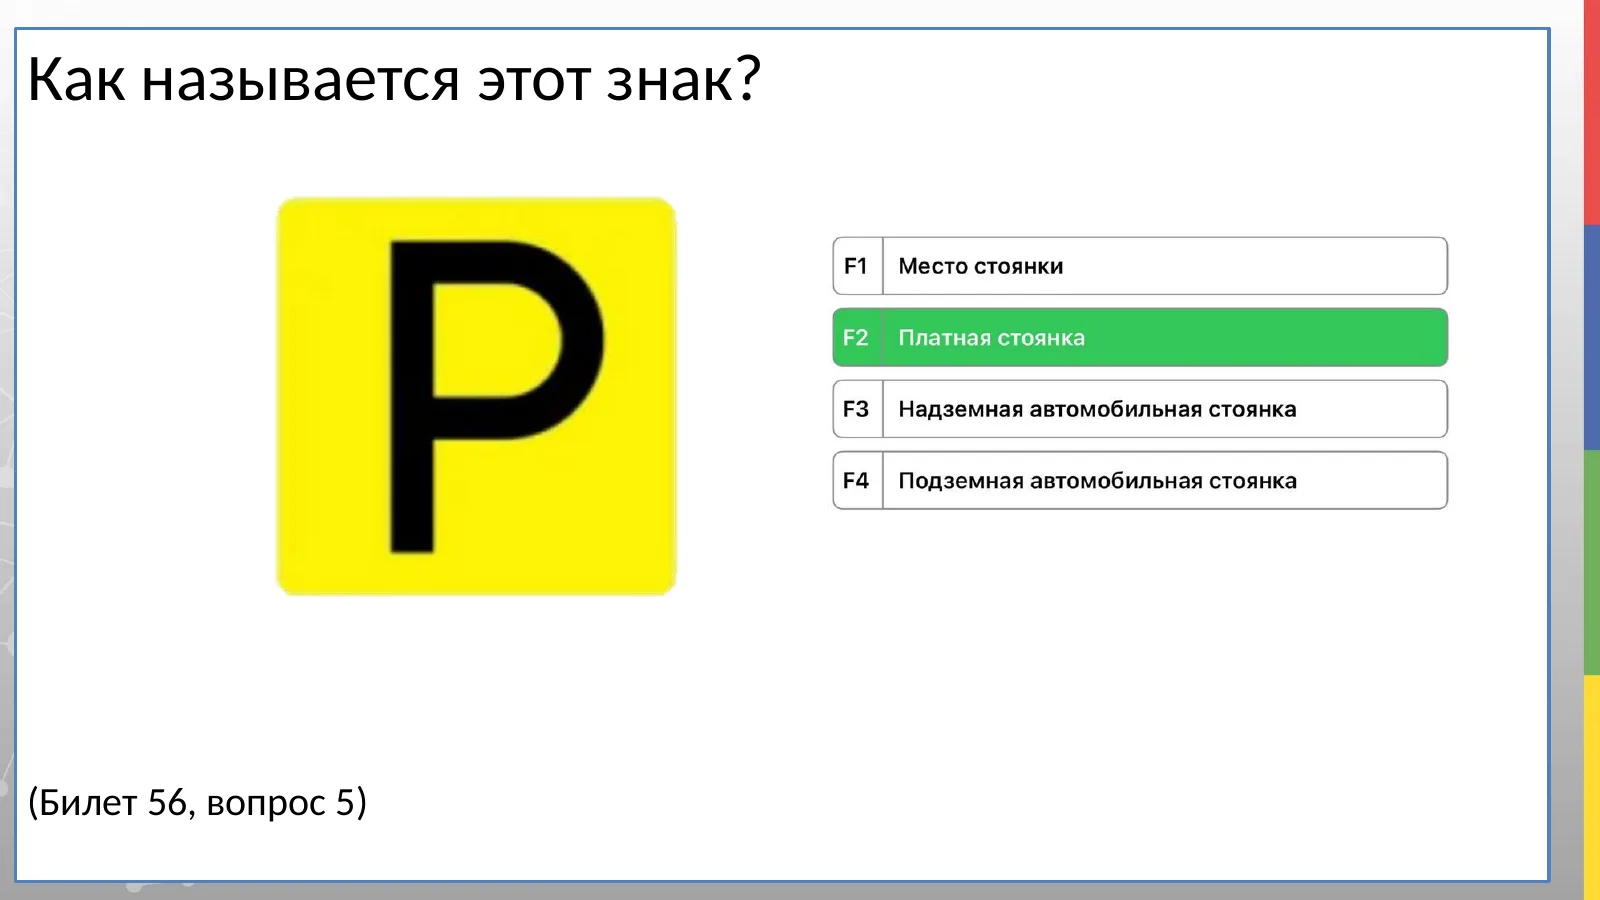 Как называется этот знак?
P
F1 Место стоянки
F2 Платная стоянка
F3 Надземная автомобильная стоянка
F4 Подземная автомобильная стоянка
(Билет 56, вопрос 5)